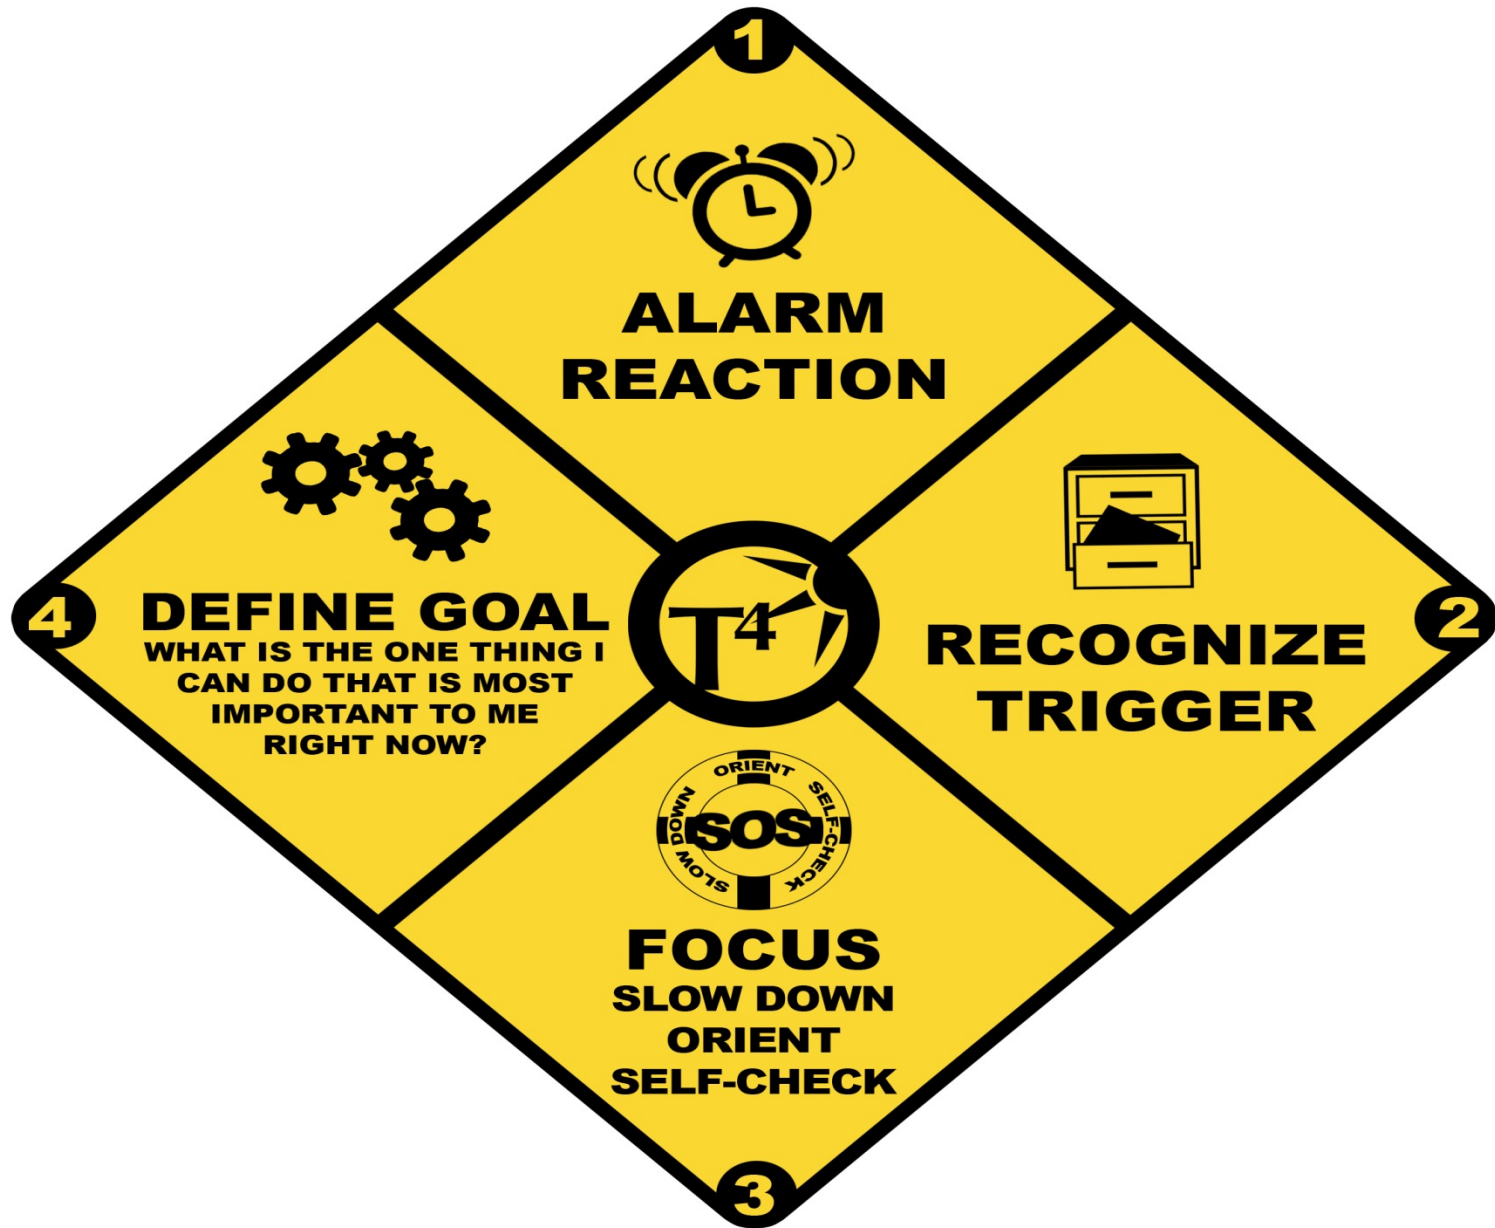 1
ALARM
REACTION
2
RECOGNIZE
TRIGGER
3
SLOW DOWN ORIENT SELF-CHECK
SOS
FOCUS
SLOW DOWN
ORIENT
SELF-CHECK
4
DEFINE GOAL
WHAT IS THE ONE THING I
CAN DO THAT IS MOST
IMPORTANT TO ME
RIGHT NOW?
T⁴